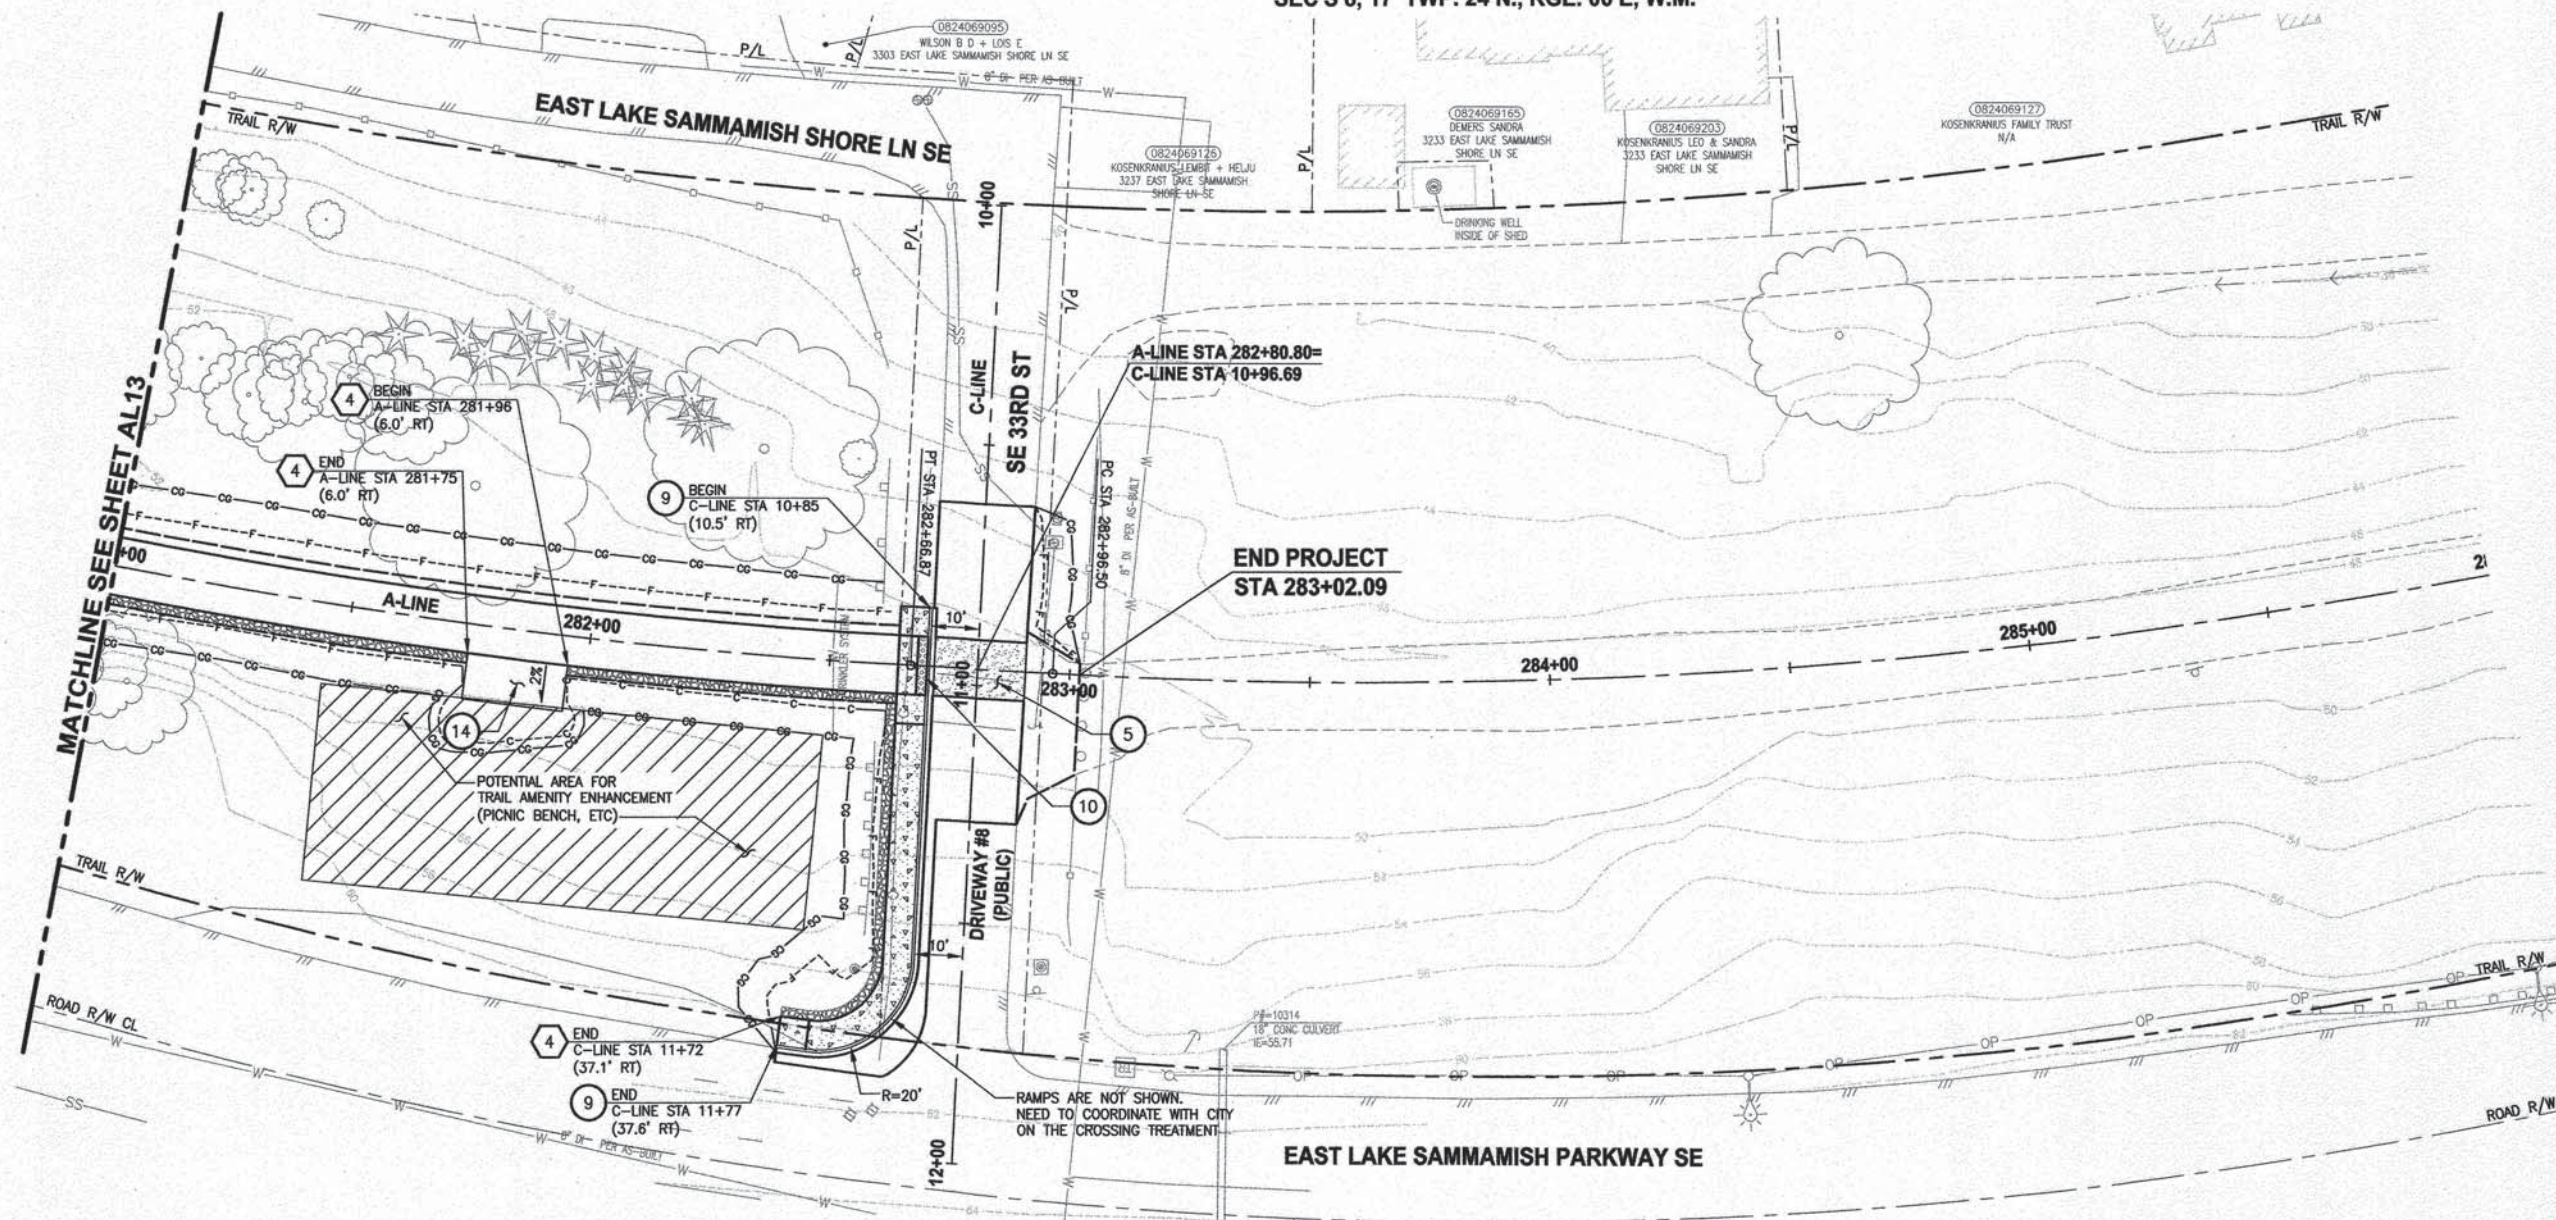 0824069095
WILSON B D + LOIS E
3303 EAST LAKE SAMMAMISH SHORE LN SE
P/L
P/L
8" DI PER AS-BUILT
EAST LAKE SAMMAMISH SHORE LN SE
TRAIL R/W
0824069126
KOSENKRANIUS LEMBIT + HELJU
3237 EAST LAKE SAMMAMISH
SHORE LN SE
P/L
0824069165
DEMERS SANDRA
3233 EAST LAKE SAMMAMISH
SHORE LN SE
0824069203
KOSENKRANIUS LEO & SANDRA
3233 EAST LAKE SAMMAMISH
SHORE LN SE
P/L
0824069127
KOSENKRANIUS FAMILY TRUST
N/A
TRAIL R/W
DRINKING WELL
INSIDE OF SHED
10+00
P/L
P/L
C-LINE
SE 33RD ST
A-LINE STA 282+80.80=
C-LINE STA 10+96.69
MATCHLINE SEE SHEET AL13
4
BEGIN
A-LINE STA 281+96
(6.0' RT)
4
END
A-LINE STA 281+75
(6.0' RT)
9
BEGIN
C-LINE STA 10+85
(10.5' RT)
PT STA 282+66.87
PC STA 282+96.50
8" DI PER AS-BUILT
END PROJECT
STA 283+02.09
+00
A-LINE
282+00
10'
2%
11+00
283+00
284+00
285+00
14
5
10
POTENTIAL AREA FOR
TRAIL AMENITY ENHANCEMENT
(PICNIC BENCH, ETC)
DRIVEWAY #8
(PUBLIC)
10'
TRAIL R/W
TRAIL R/W
ROAD R/W CL
4
END
C-LINE STA 11+72
(37.1' RT)
9
END
C-LINE STA 11+77
(37.6' RT)
R=20'
RAMPS ARE NOT SHOWN.
NEED TO COORDINATE WITH CITY
ON THE CROSSING TREATMENT
18" CONC CULVERT
IE=55.71
8" DI PER AS-BUILT
12+00
EAST LAKE SAMMAMISH PARKWAY SE
ROAD R/W